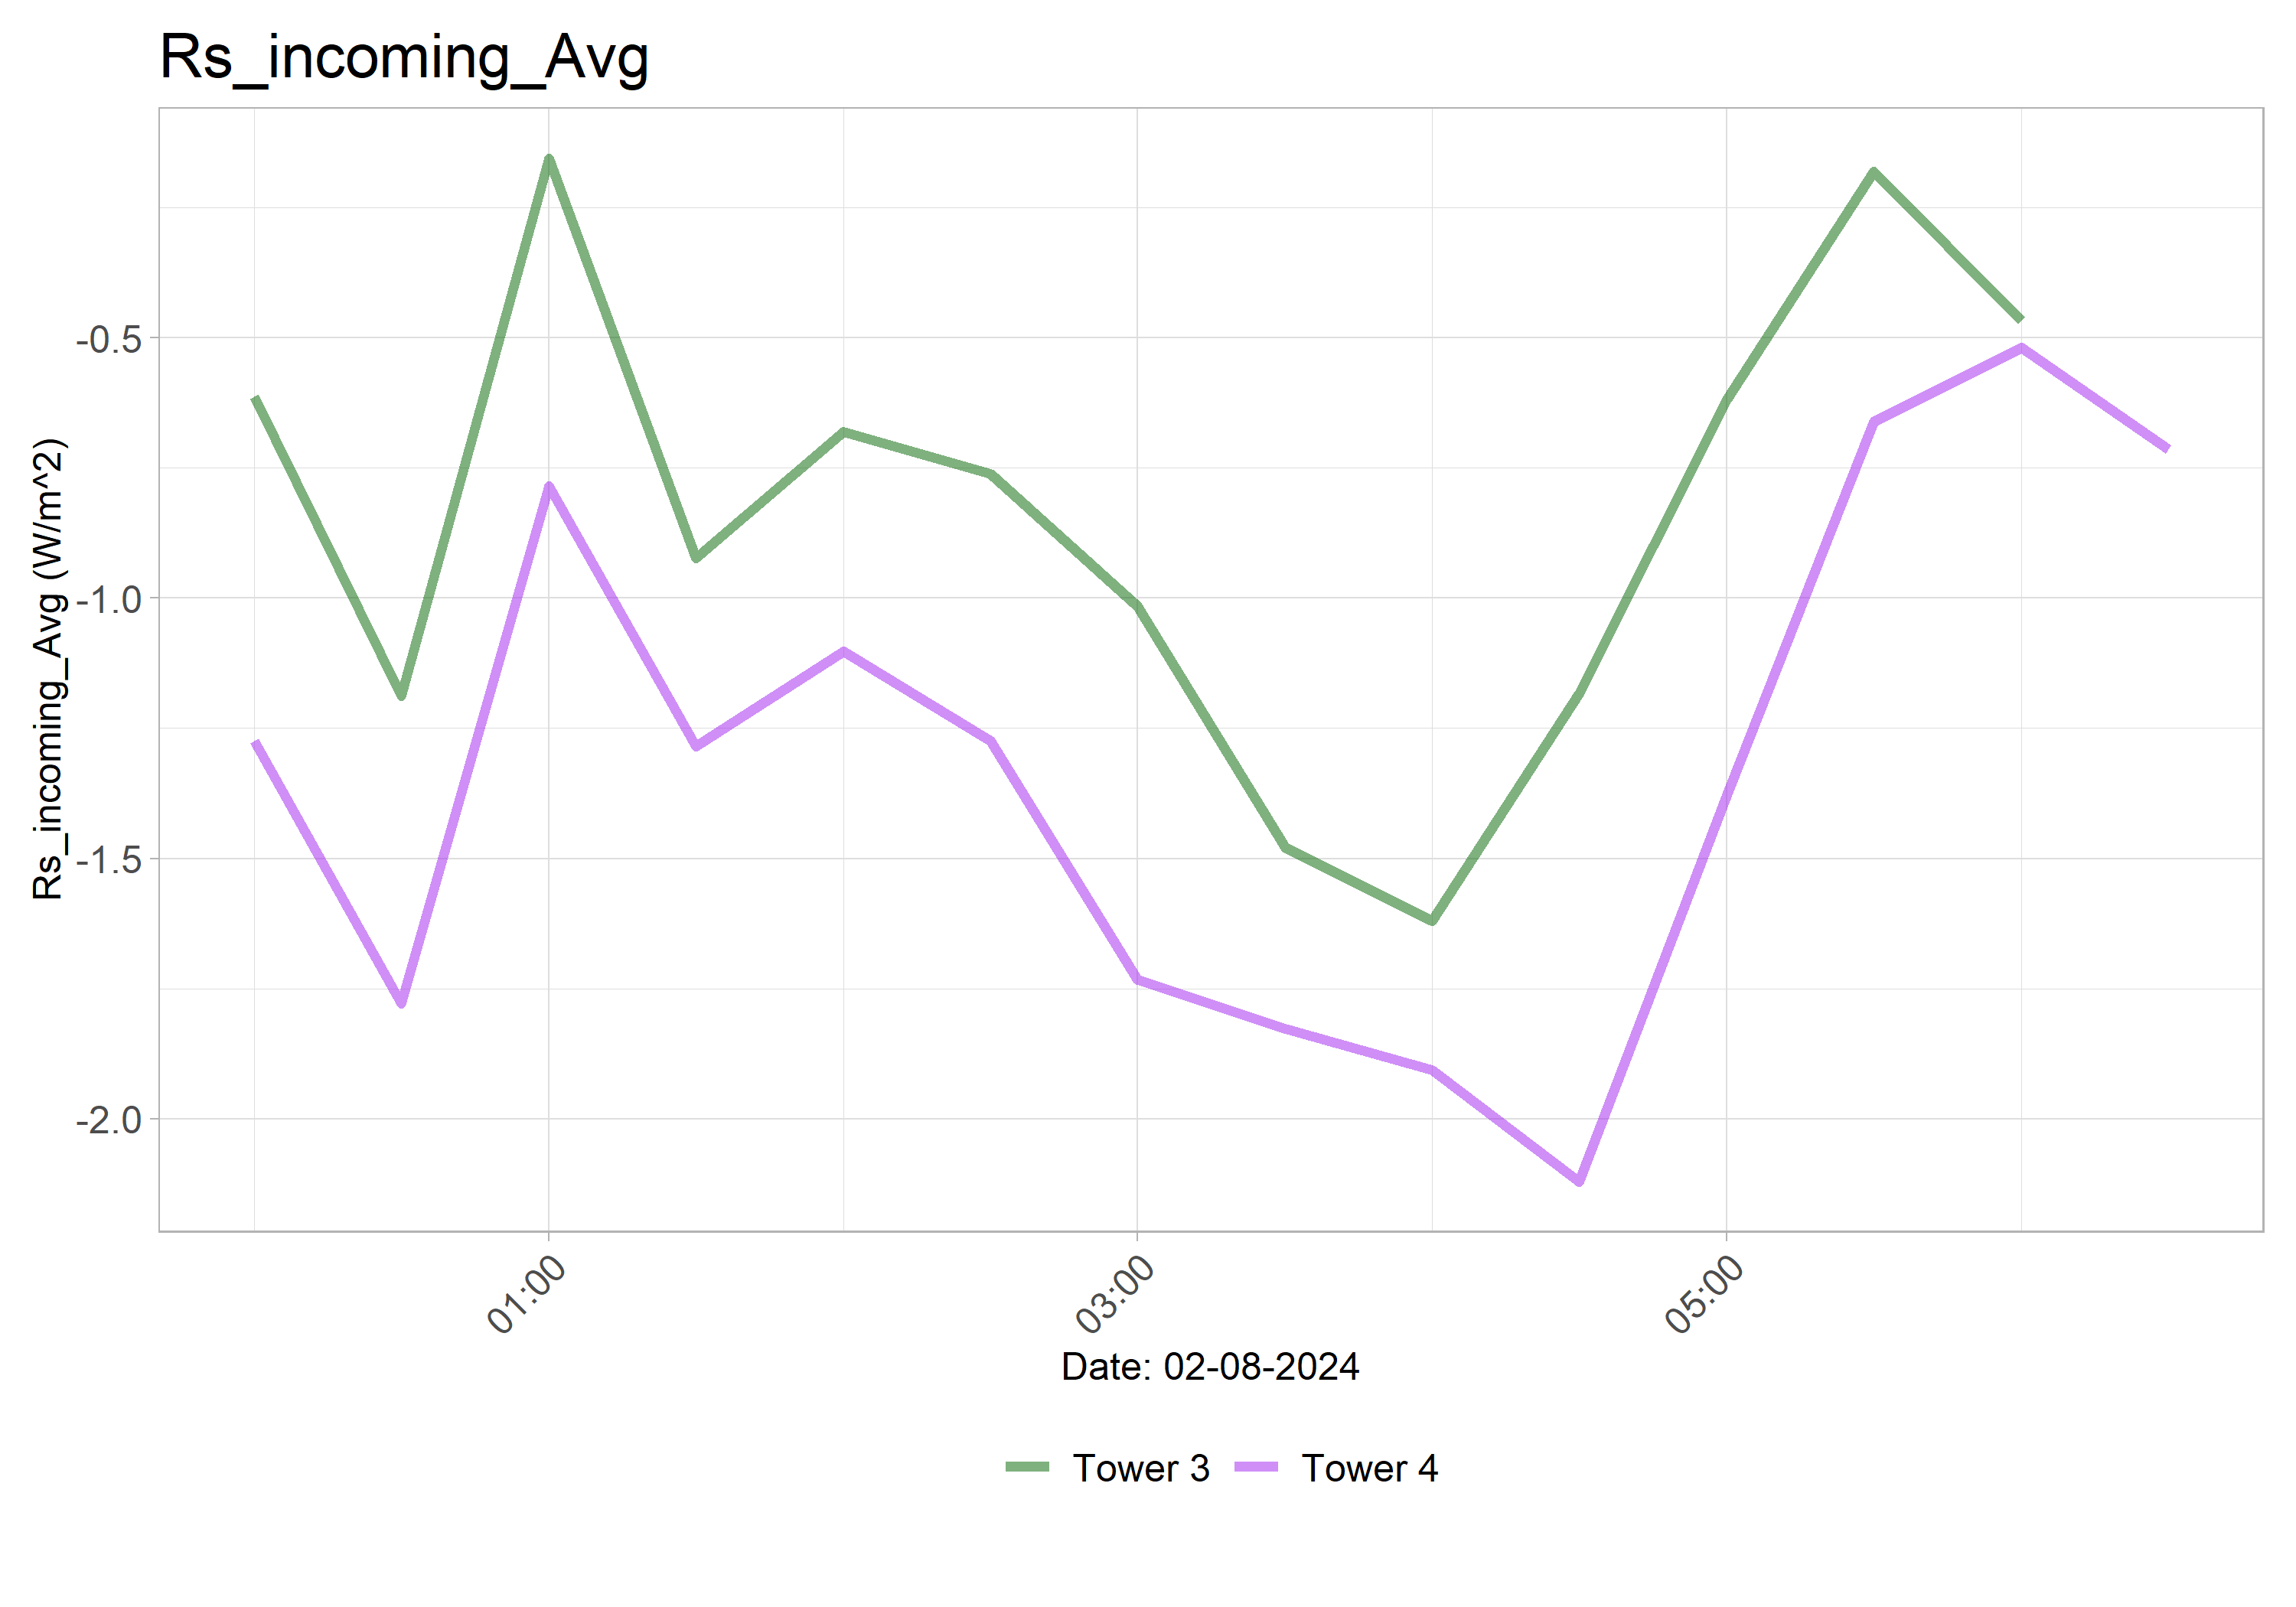 Rs_incoming_Avg
Rs_incoming_Avg (W/m^2)
-0.5
-1.0
-1.5
-2.0
01:00
03:00
05:00
Date: 02-08-2024
Tower 3
Tower 4